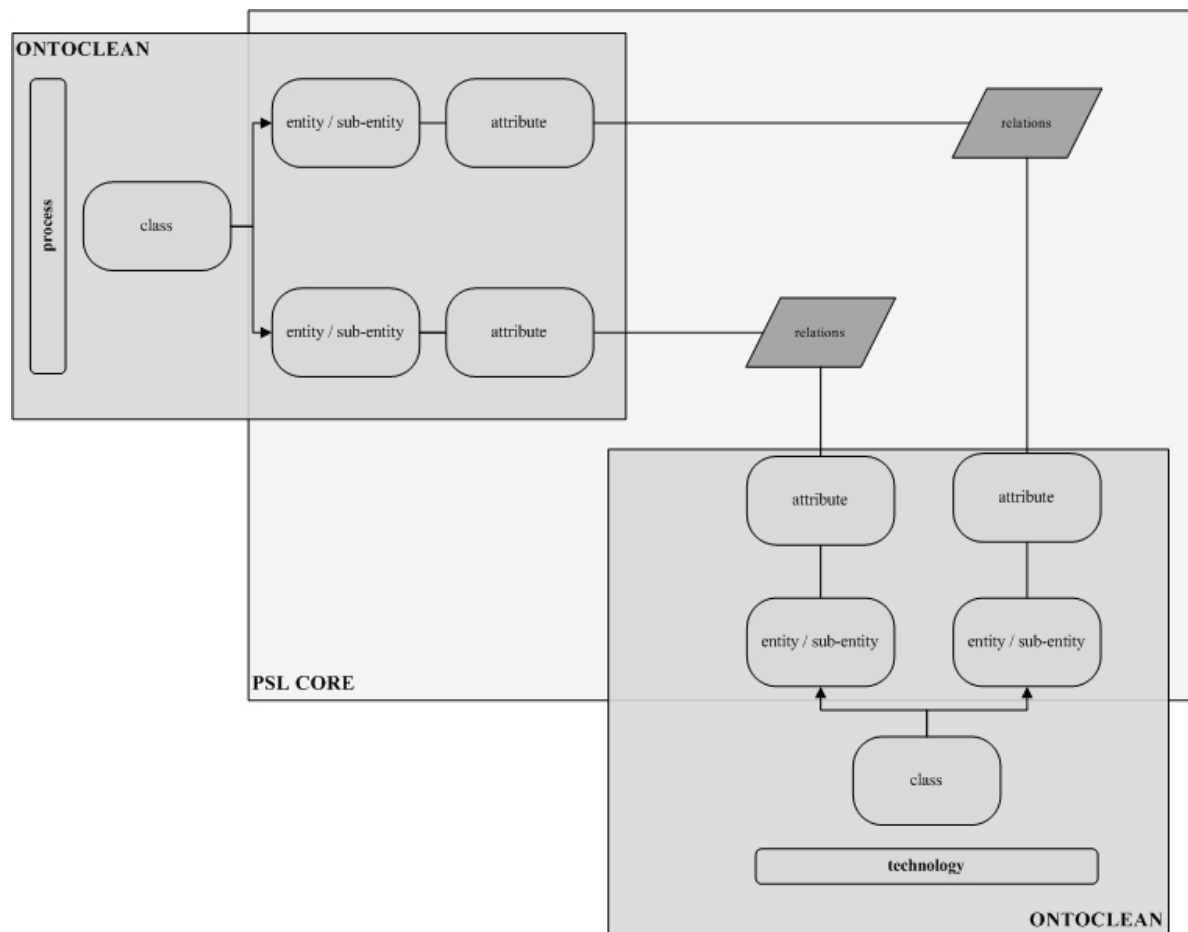 ONTOCLEAN
process
class
entity / sub-entity
attribute
relations
entity / sub-entity
attribute
relations
PSL CORE
attribute
attribute
entity / sub-entity
entity / sub-entity
class
technology
ONTOCLEAN